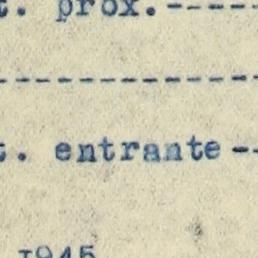 t. prox.-----
-----------
t. entrante --
1945